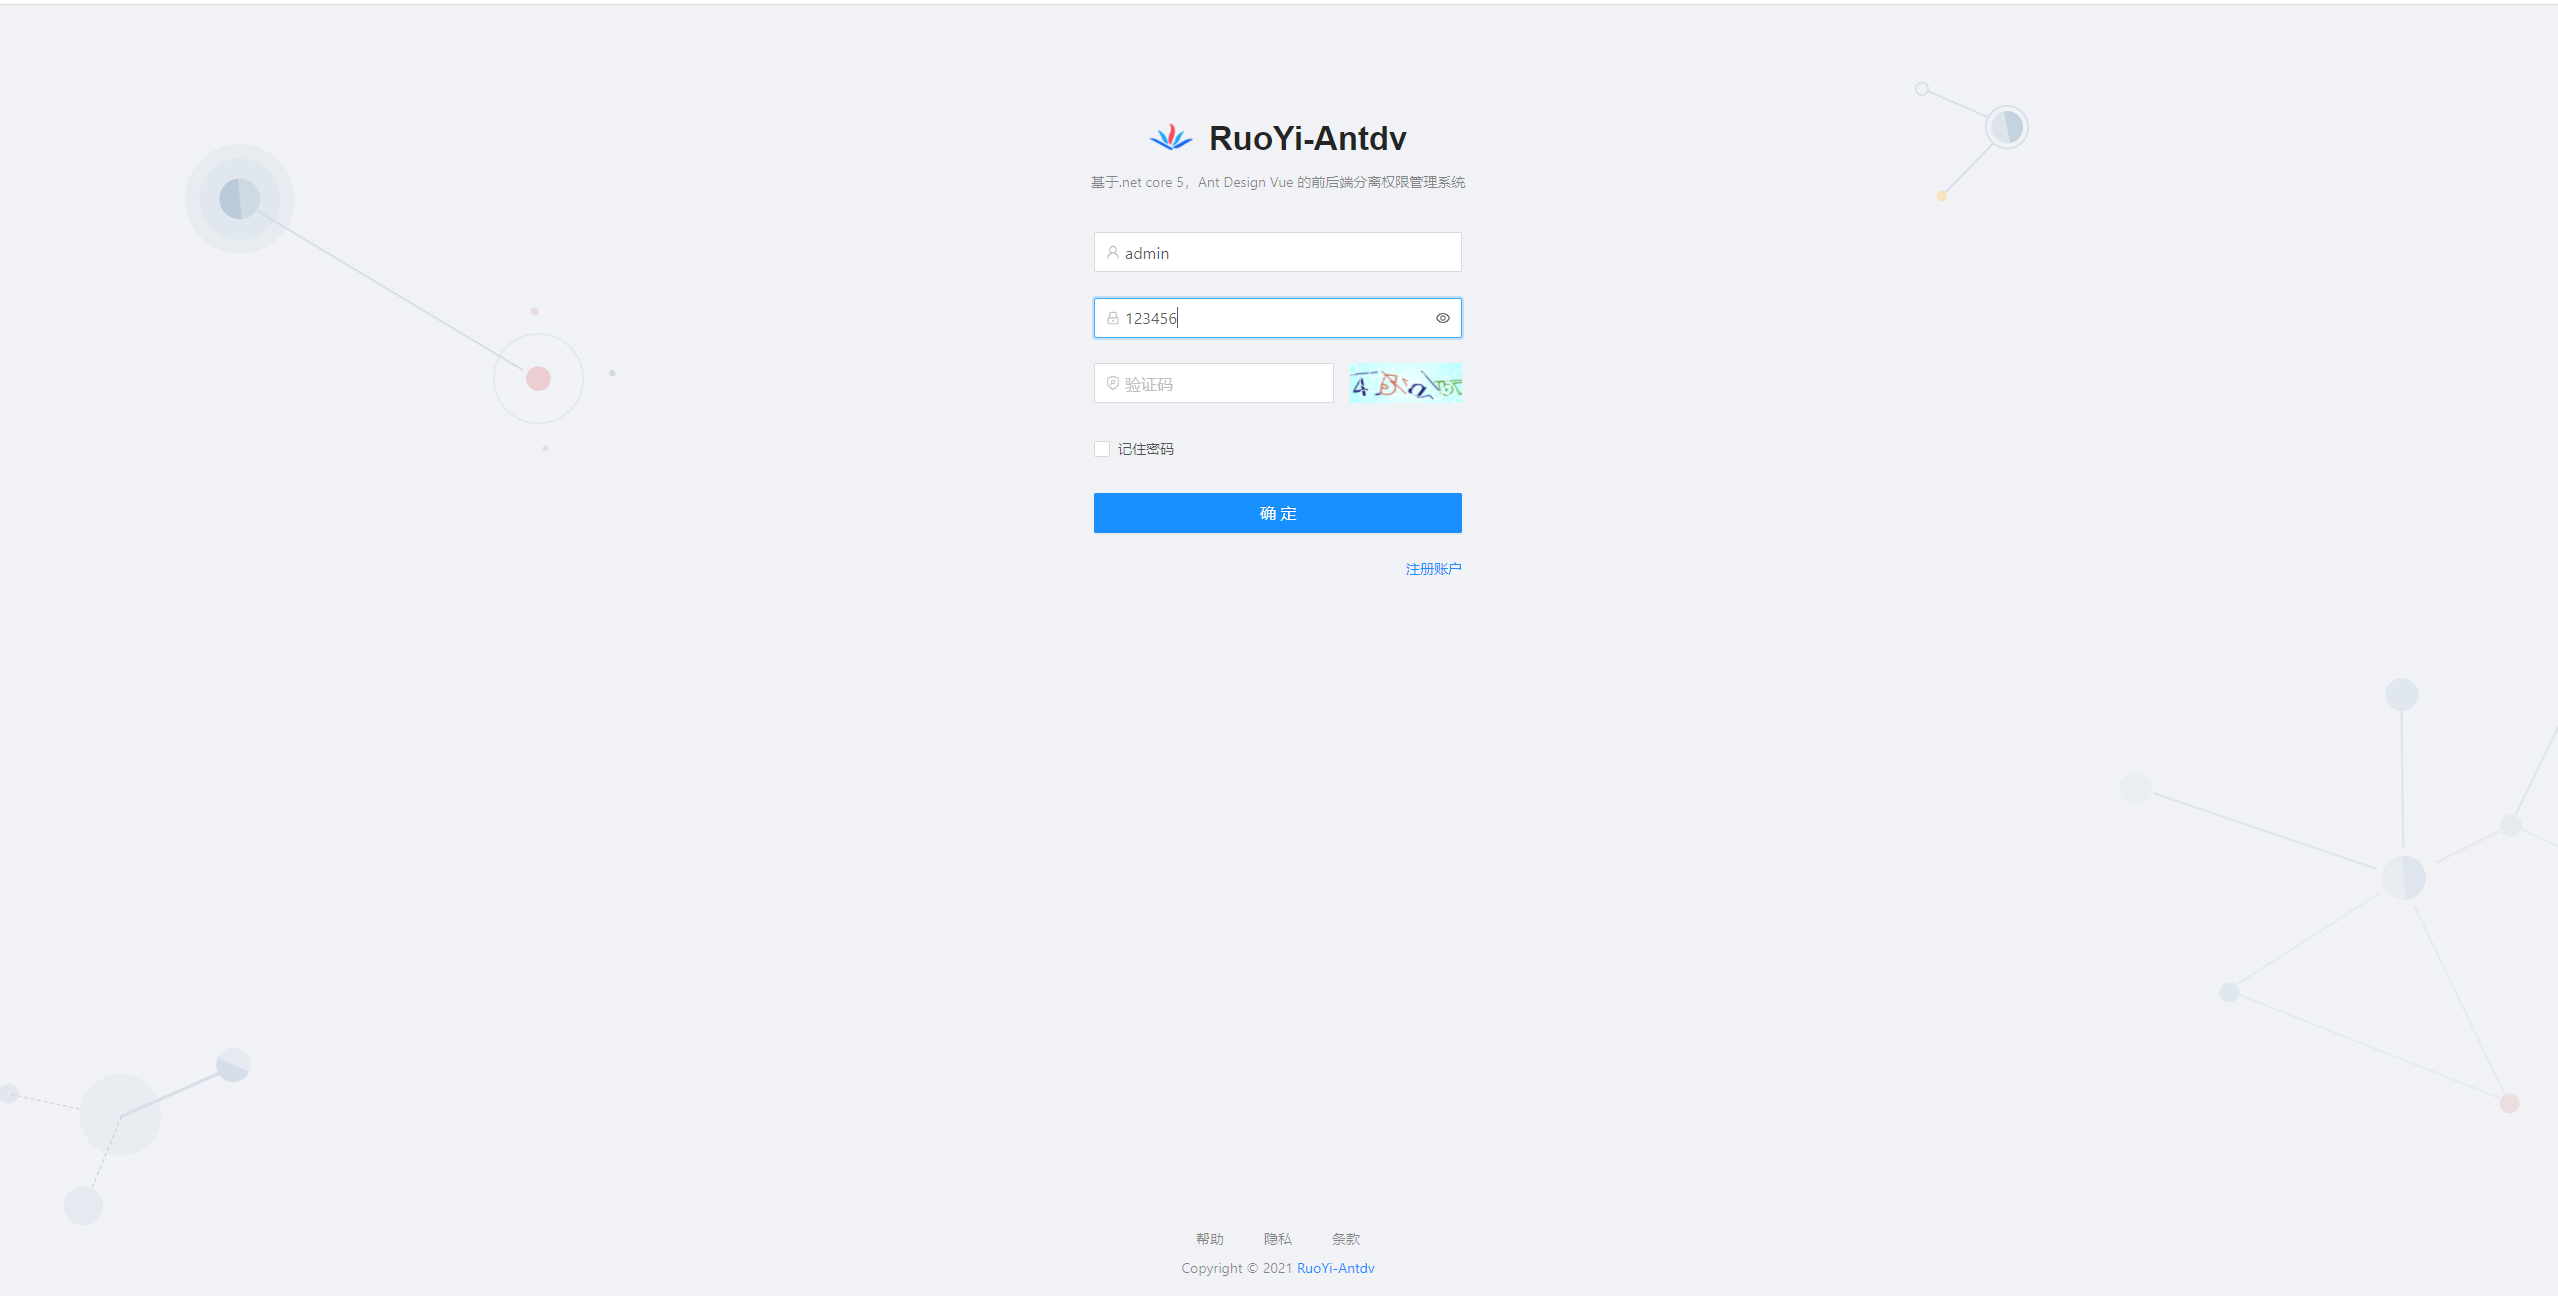 RuoYi-Antdv
基于.net core 5，Ant Design Vue 的前后端分离权限管理系统
admin
123456
验证码
记住密码
确 定
注册账户
帮助 隐私 条款
Copyright © 2021 RuoYi-Antdv